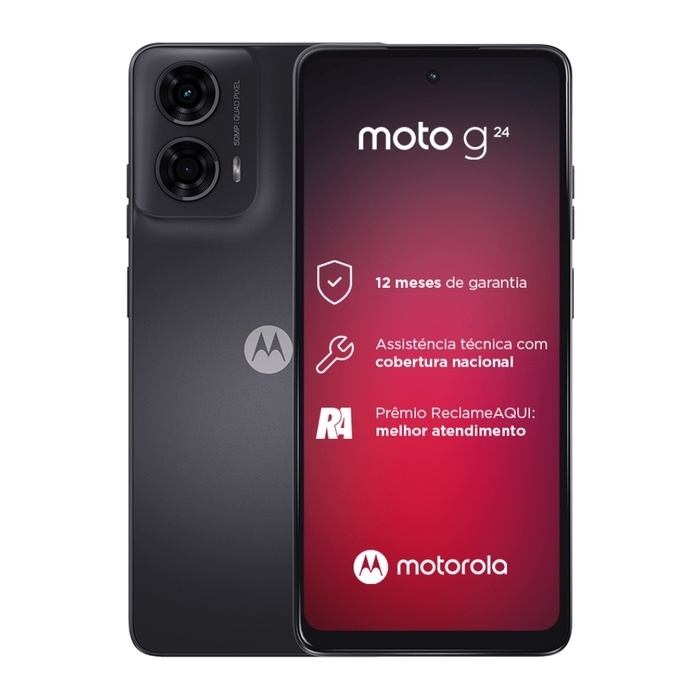 50MP | QUAD PIXEL
moto g24
12 meses de garantia
Assisténcia técnica com
cobertura nacional
RA
Prêmio ReclameAQUI:
melhor atendimento
motorola